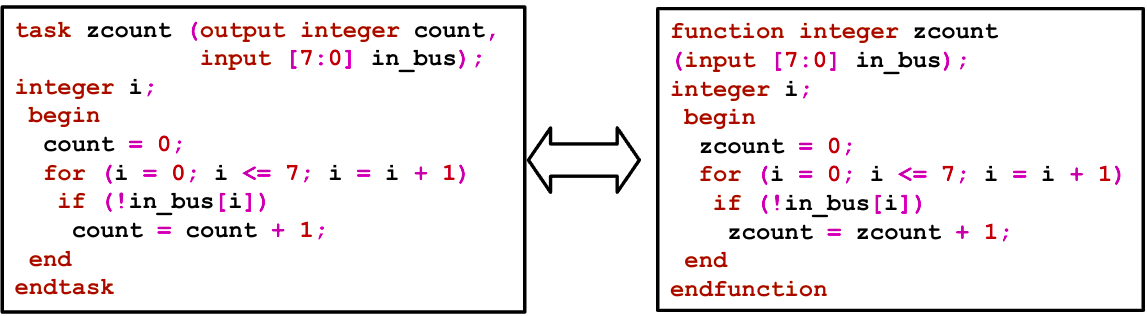 task zcount (output integer count,
input [7:0] in_bus);
integer i;
begin
count = 0;
for (i = 0; i <= 7; i = i + 1)
if (!in_bus[i])
count = count + 1;
end
endtask
function integer zcount
(input [7:0] in_bus);
integer i;
begin
zcount = 0;
for (i = 0; i <= 7; i = i + 1)
if (!in_bus[i])
zcount = zcount + 1;
end
endfunction